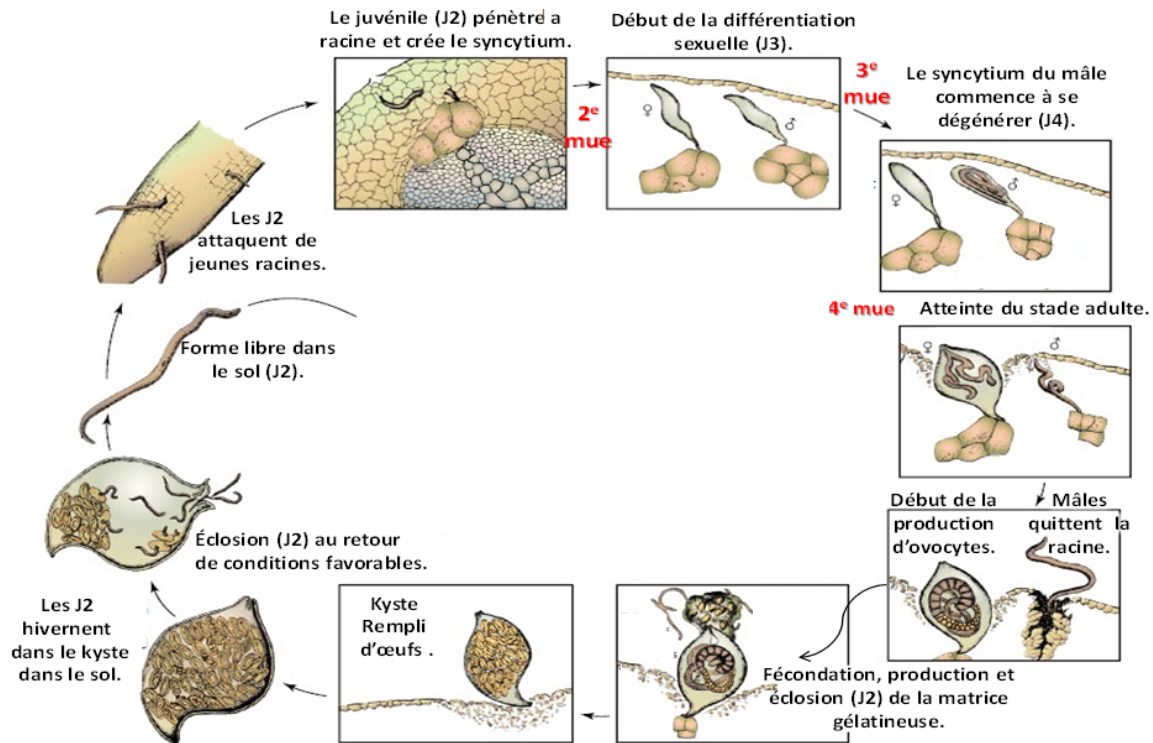 Le juvénile (J2) pénètre a
racine et crée le syncytium.
2e
mue
Début de la différentiation
sexuelle (J3).
♀
♂
3e
mue
Le syncytium du mâle
commence à se
dégénérer (J4).
:
♀
♂
4e mue
Atteinte du stade adulte.
♀
♂
Début de la
production
d’ovocytes.
Mâles
quittent la
racine.
Fécondation, production et
éclosion (J2) de la matrice
gélatineuse.
Kyste
Rempli
d’œufs .
Les J2
hivernent
dans le kyste
dans le sol.
Éclosion (J2) au retour
de conditions favorables.
Forme libre dans
le sol (J2).
Les J2
attaquent de
jeunes racines.